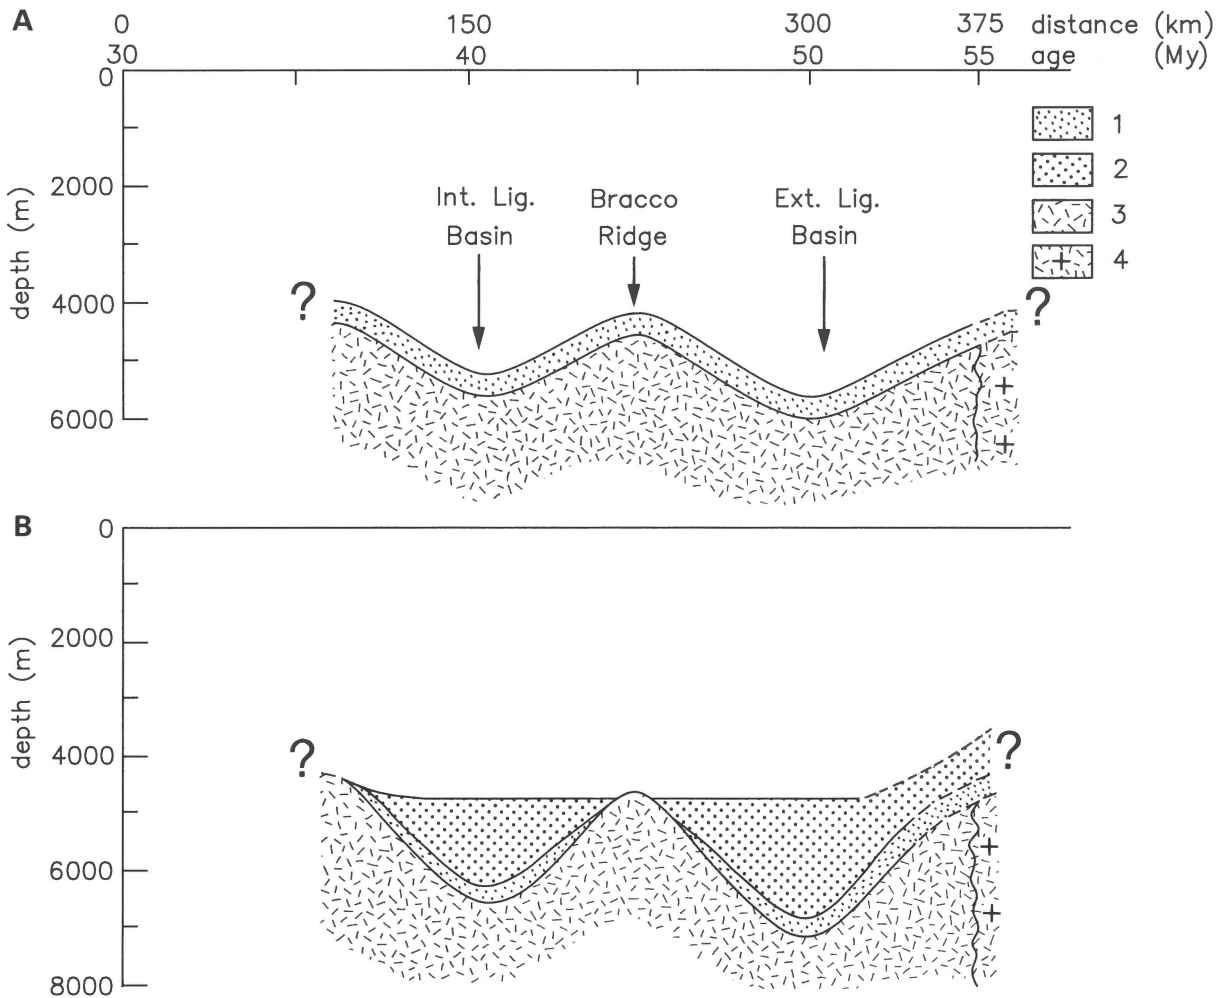 A 0 150 300 375 distance (km)
30 40 50 55 age (My)
0
1
2
2000
Int. Lig. Bracco Ext. Lig.
3
Basin Ridge Basin
4
depth (m)
? 4000 ?
6000
B 0
2000
depth (m)
4000 ? ?
6000
8000